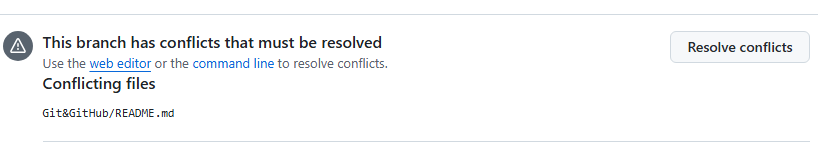 This branch has conflicts that must be resolved
Resolve conflicts
Use the web editor or the command line to resolve conflicts.
Conflicting files
Git&GitHub/README.md